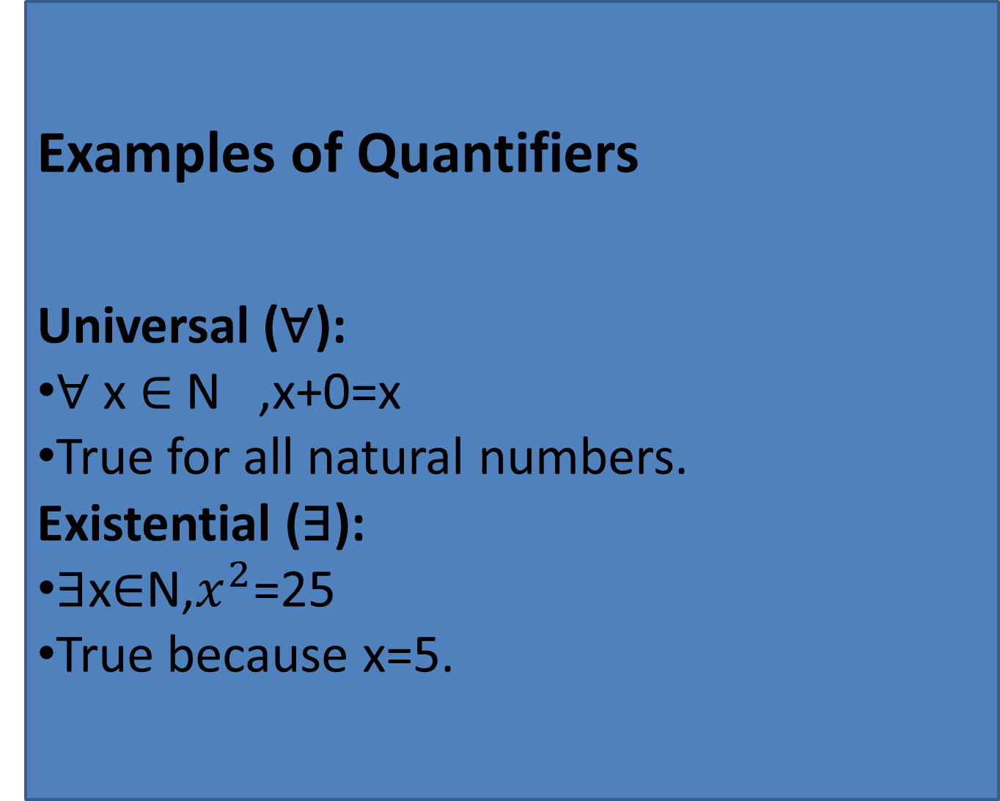 Examples of Quantifiers
Universal (∀):
•∀ x ∈ N   ,x+0=x
•True for all natural numbers.
Existential (∃):
•∃x∈N,𝑥²=25
•True because x=5.